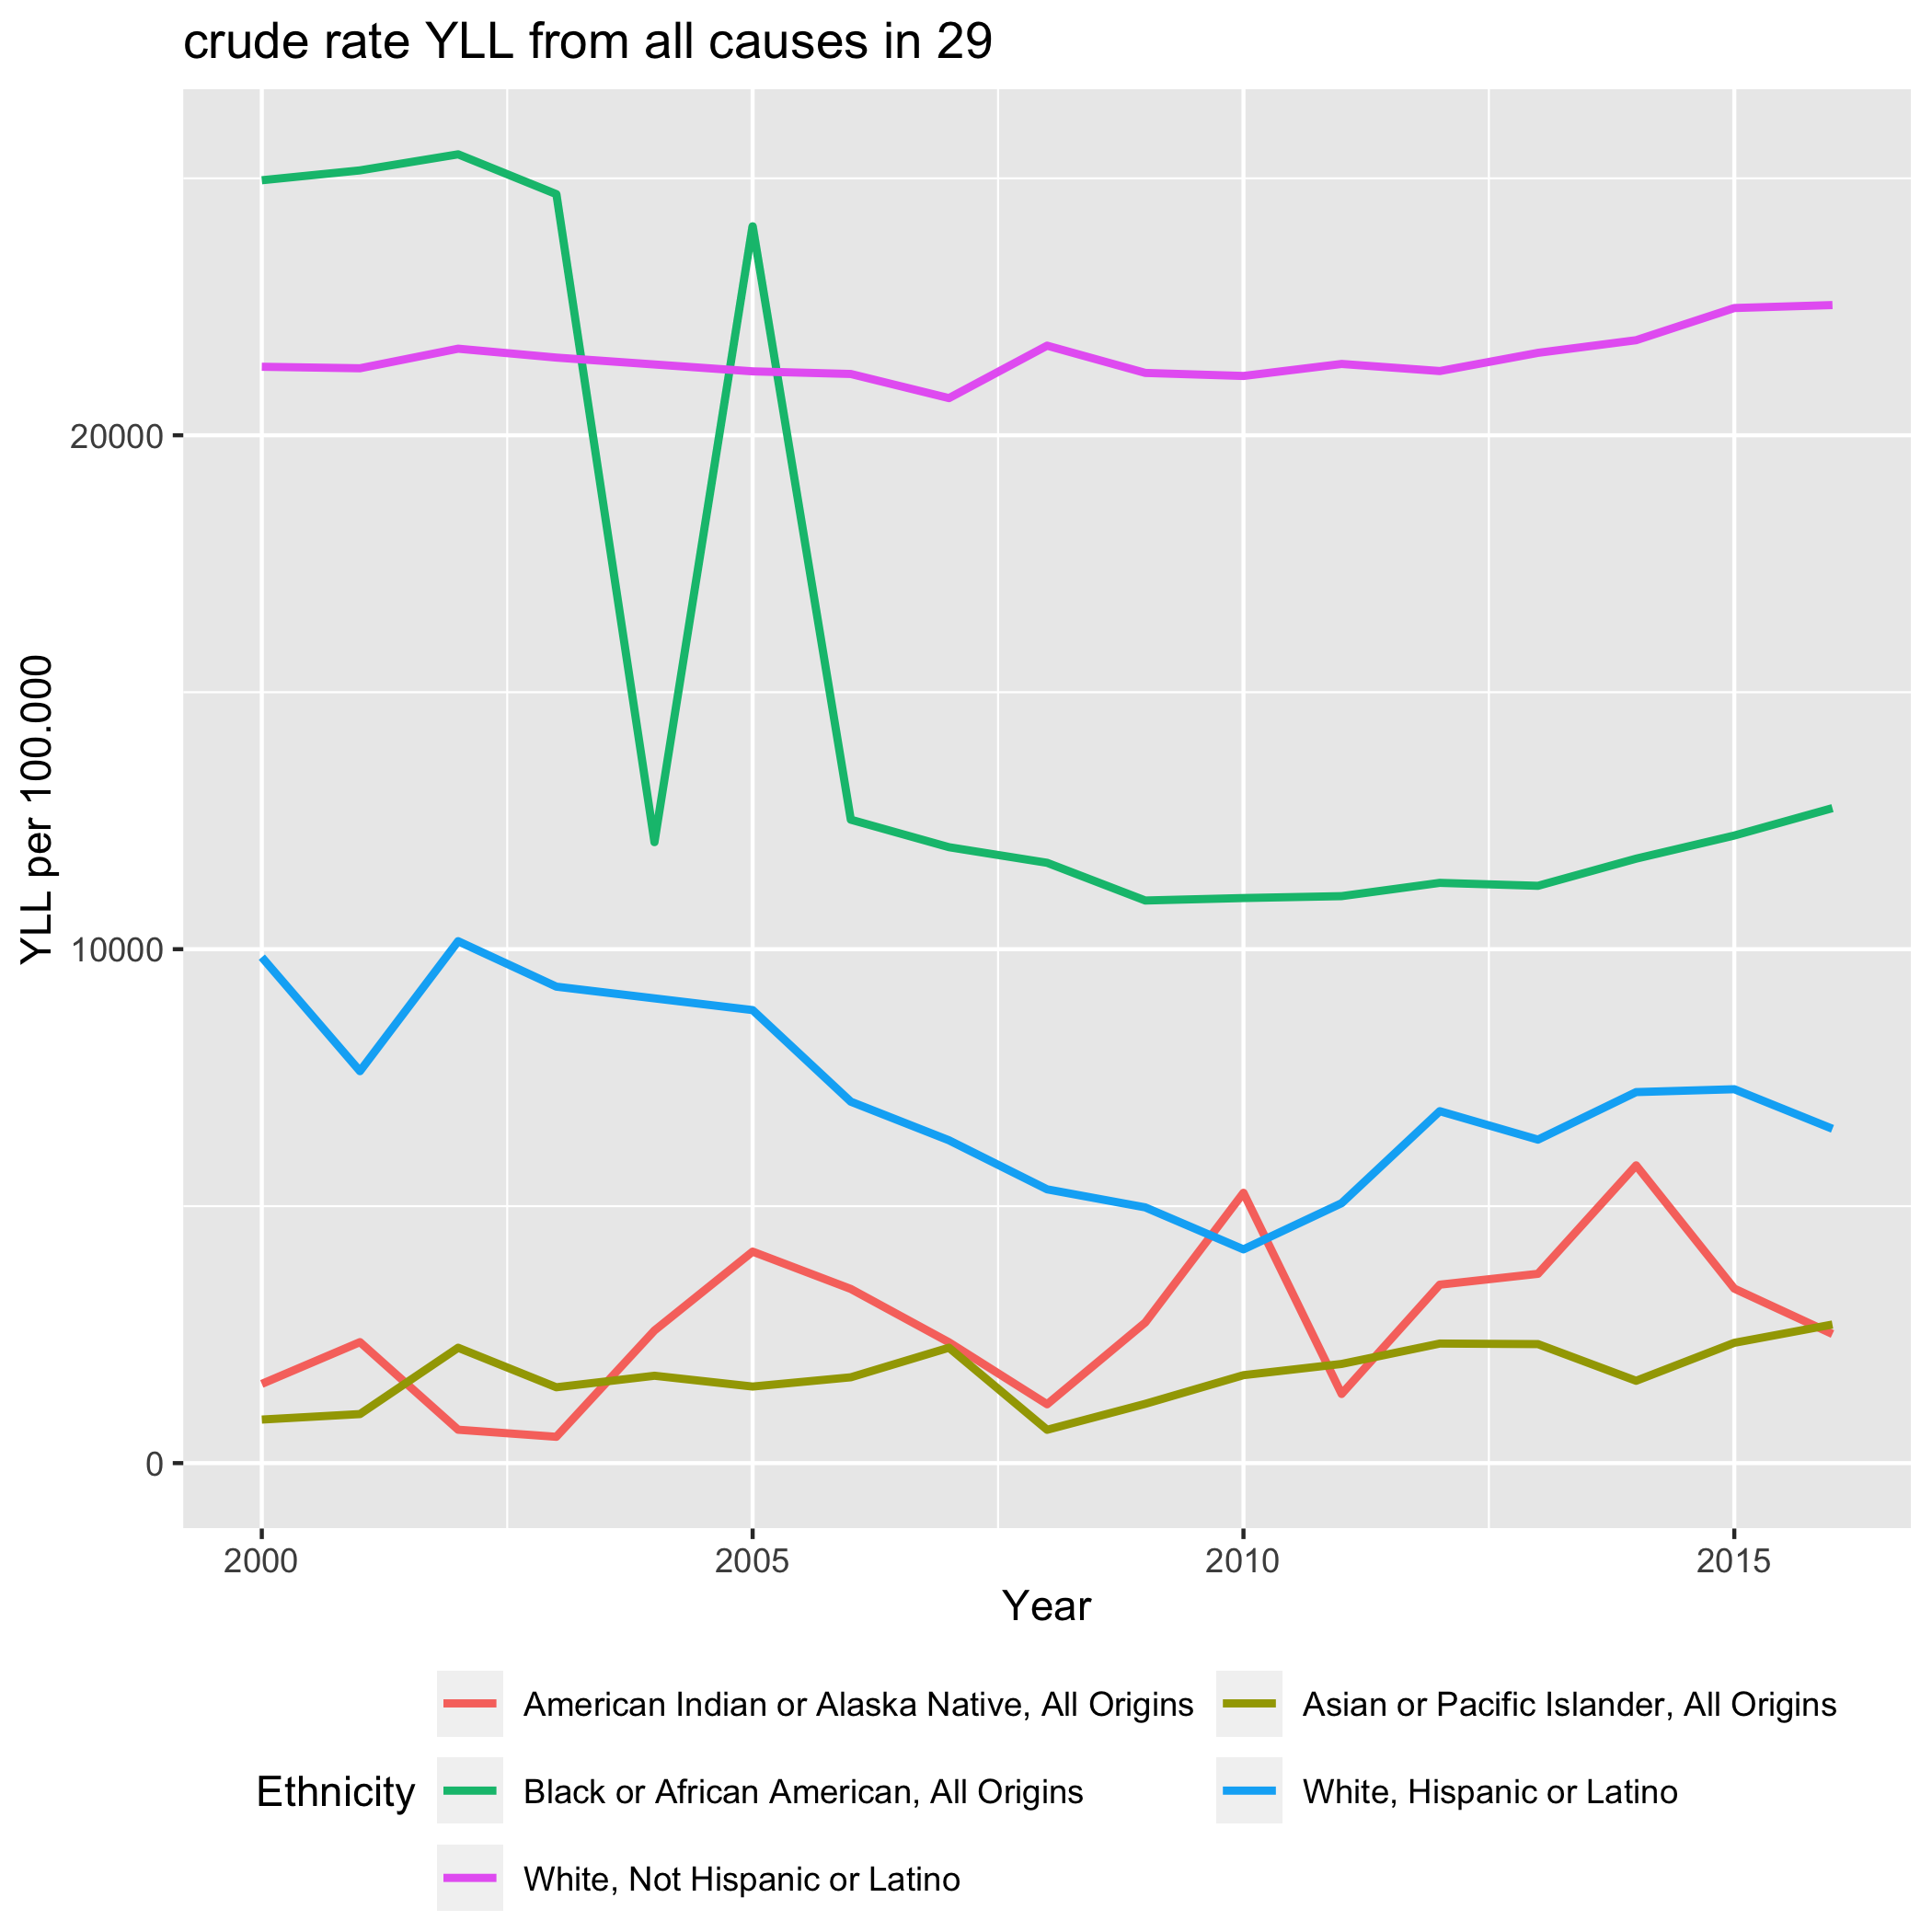 crude rate YLL from all causes in 29
YLL per 100.000
20000
10000
0
2000 2005 2010 2015
Year
Ethnicity
American Indian or Alaska Native, All Origins
Asian or Pacific Islander, All Origins
Black or African American, All Origins
White, Hispanic or Latino
White, Not Hispanic or Latino